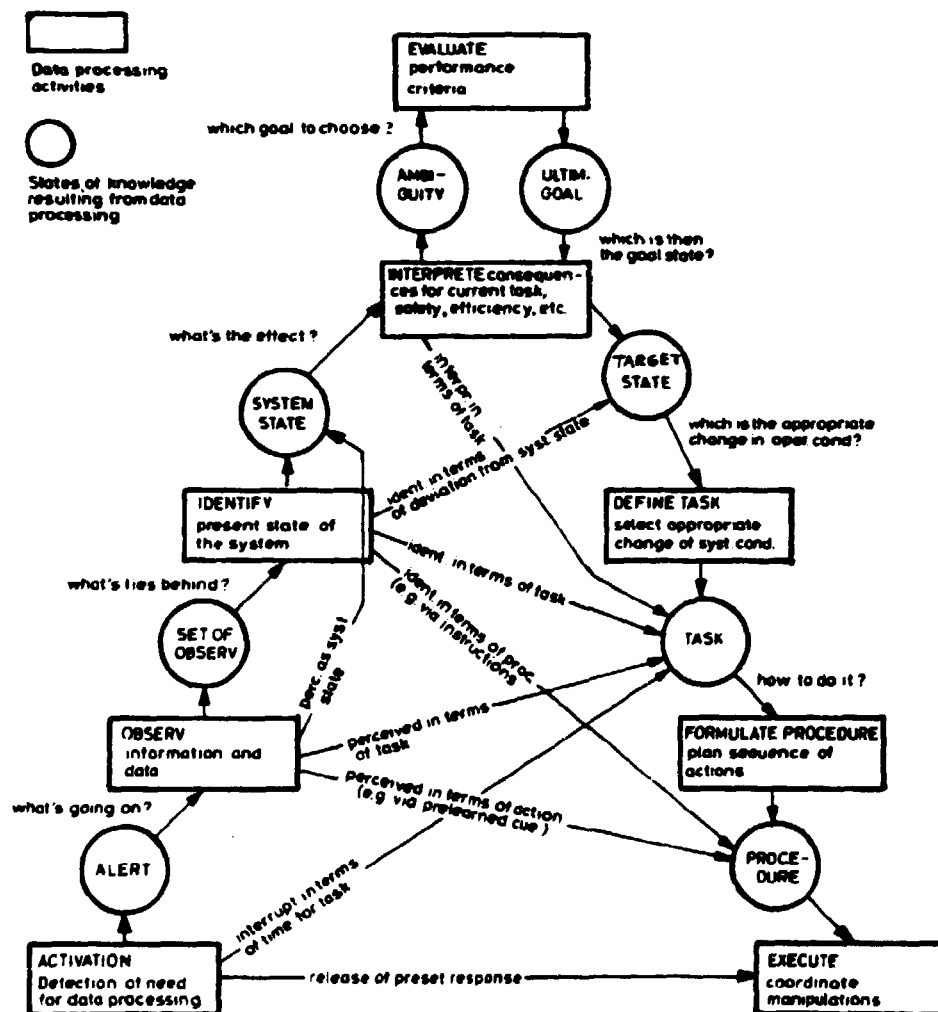 Data processing
activities
States of knowledge
resulting from data
processing
EVALUATE
performance
criteria
which goal to choose?
AMBI-
GUITY
ULTIM.
GOAL
which is then
the goal state?
INTERPRETE consequen-
ces for current task,
safety, efficiency, etc.
what's the effect?
SYSTEM
STATE
TARGET
STATE
interpr. in
terms of task
which is the appropriate
change in oper. cond?
ident. in terms
of deviation from syst. state
IDENTIFY
present state of
the system
DEFINE TASK
select appropriate
change of syst. cond.
ident. in terms of task
ident. in terms of proc.
(e.g. via instructions
what's lies behind?
SET OF
OBSERV
TASK
perc. as syst
state
how to do it?
OBSERV
information and
data
perceived in terms
of task
FORMULATE PROCEDURE
plan sequence of
actions
perceived in terms of action
(e.g. via prelearned cue)
what's going on?
ALERT
PROCE-
DURE
interrupt in terms
of time for task
ACTIVATION
Detection of need
for data processing
release of preset response
EXECUTE
coordinate
manipulations